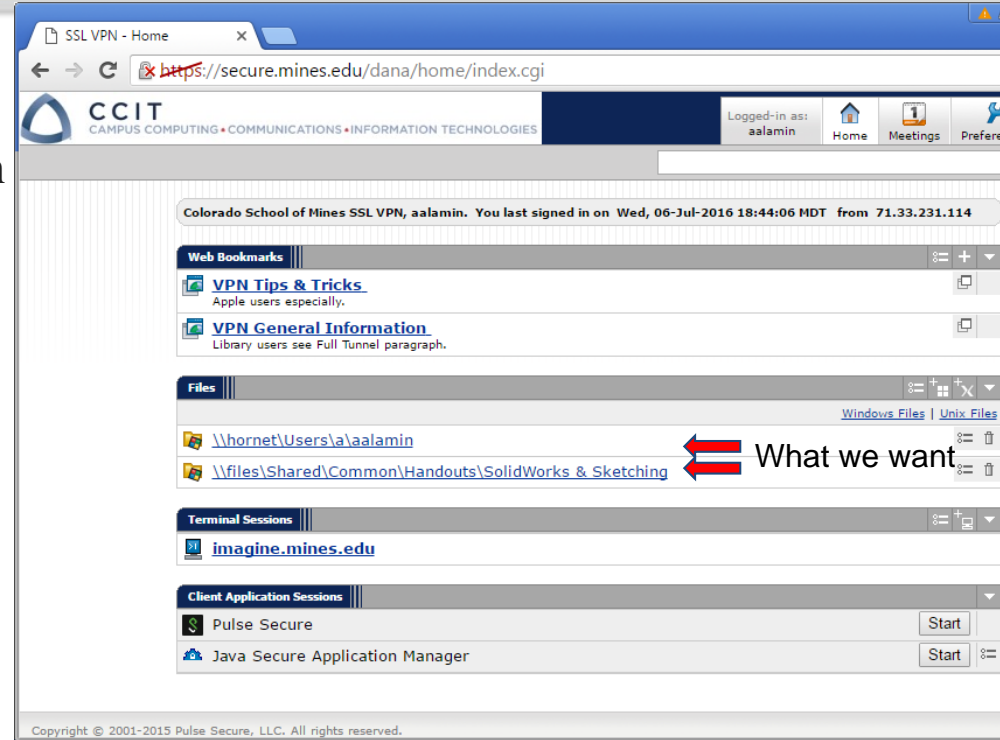 SSL VPN - Home
https://secure.mines.edu/dana/home/index.cgi
CCIT
CAMPUS COMPUTING•COMMUNICATIONS•INFORMATION TECHNOLOGIES
Logged-in as:
aalamin
Home
Meetings
n
Colorado School of Mines SSL VPN, aalamin. You last signed in on Wed, 06-Jul-2016 18:44:06 MDT from 71.33.231.114
Web Bookmarks
VPN Tips & Tricks
Apple users especially.
VPN General Information
Library users see Full Tunnel paragraph.
Files
Windows Files | Unix Files
\\hornet\Users\a\aalamin
What we want
\\files\Shared\Common\Handouts\SolidWorks & Sketching
Terminal Sessions
imagine.mines.edu
Client Application Sessions
Pulse Secure Start
Java Secure Application Manager Start
Copyright © 2001-2015 Pulse Secure, LLC. All rights reserved.